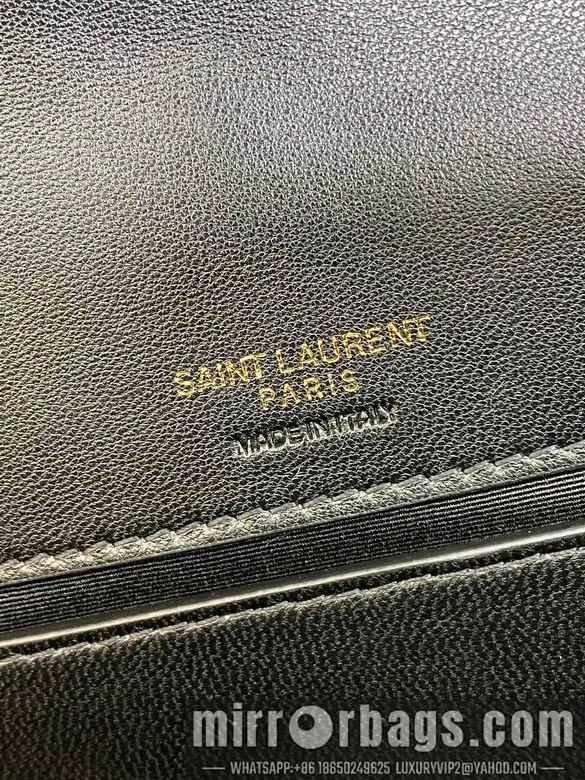 SAINT LAURENT
PARIS
MADE IN ITALY
mirrorbags.com
WHATSAPP:+86 18650249625 LUXURYVIP2@YAHOO.COM